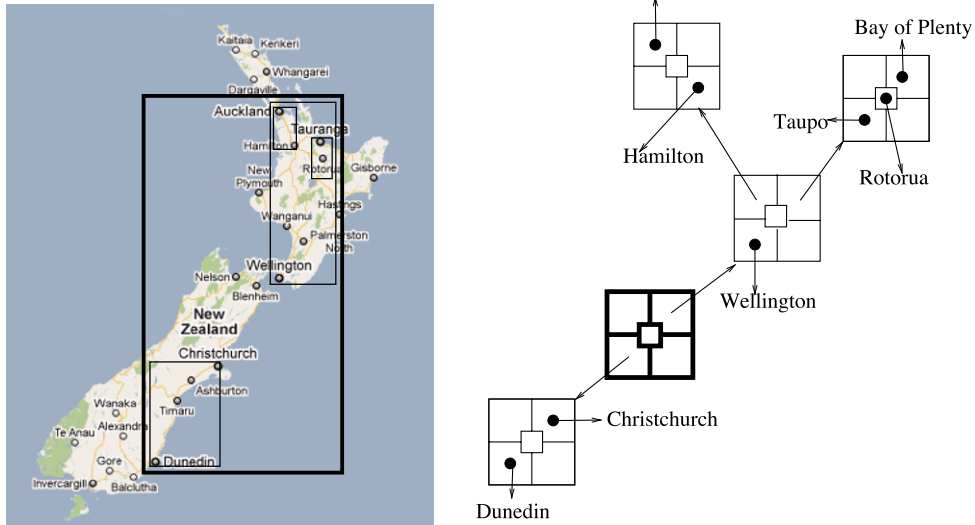 Kaitaia
Kerikeri
Whangarei
Dargaville
Auckland
Tauranga
Hamilton
Rotorua
Gisborne
New
Plymouth
Hastings
Wanganui
Palmerston
North
Wellington
Nelson
Blenheim
New
Zealand
Christchurch
Ashburton
Timaru
Wanaka
Alexandra
Te Anau
Dunedin
Gore
Invercargill
Balclutha
Bay of Plenty
Taupo
Hamilton
Rotorua
Wellington
Christchurch
Dunedin